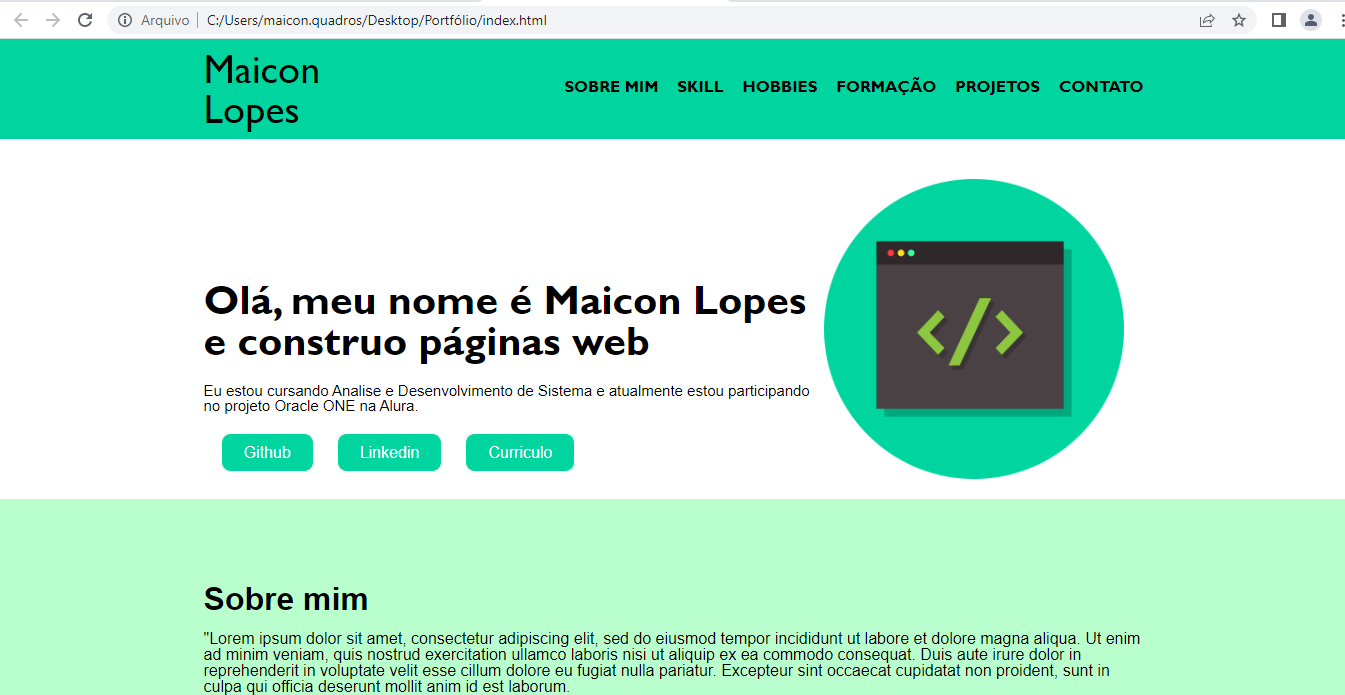 Arquivo | C:/Users/maicon.quadros/Desktop/Portfólio/index.html
Maicon
Lopes
SOBRE MIM SKILL HOBBIES FORMAÇÃO PROJETOS CONTATO
Olá, meu nome é Maicon Lopes
e construo páginas web
</>
Eu estou cursando Analise e Desenvolvimento de Sistema e atualmente estou participando
no projeto Oracle ONE na Alura.
Github Linkedin Curriculo
Sobre mim
"Lorem ipsum dolor sit amet, consectetur adipiscing elit, sed do eiusmod tempor incididunt ut labore et dolore magna aliqua. Ut enim
ad minim veniam, quis nostrud exercitation ullamco laboris nisi ut aliquip ex ea commodo consequat. Duis aute irure dolor in
reprehenderit in voluptate velit esse cillum dolore eu fugiat nulla pariatur. Excepteur sint occaecat cupidatat non proident, sunt in
culpa qui officia deserunt mollit anim id est laborum.